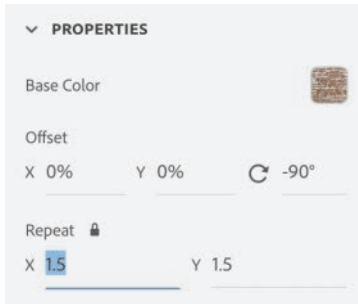 PROPERTIES
Base Color
Offset
X 0% Y 0% -90°
Repeat
X 1.5 Y 1.5